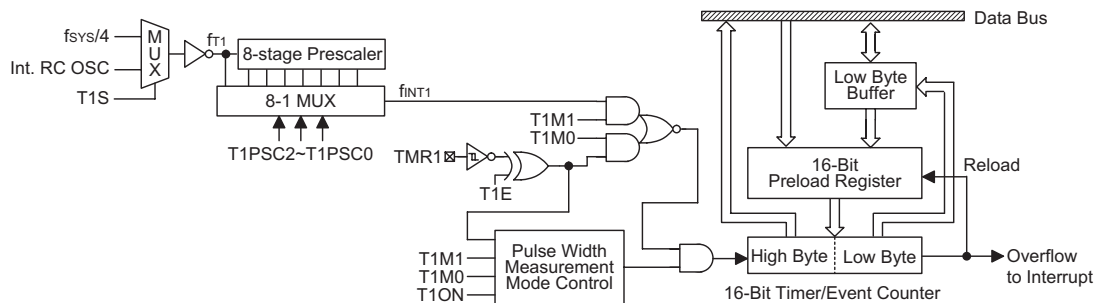 Data Bus
fSYS/4
MUX
fT1
8-stage Prescaler
Int. RC OSC
T1S
8-1 MUX
fINT1
T1PSC2~T1PSC0
T1M1
T1M0
TMR1
T1E
Low Byte
Buffer
16-Bit
Preload Register
Reload
T1M1
T1M0
T1ON
Pulse Width
Measurement
Mode Control
High Byte
Low Byte
Overflow
to Interrupt
16-Bit Timer/Event Counter